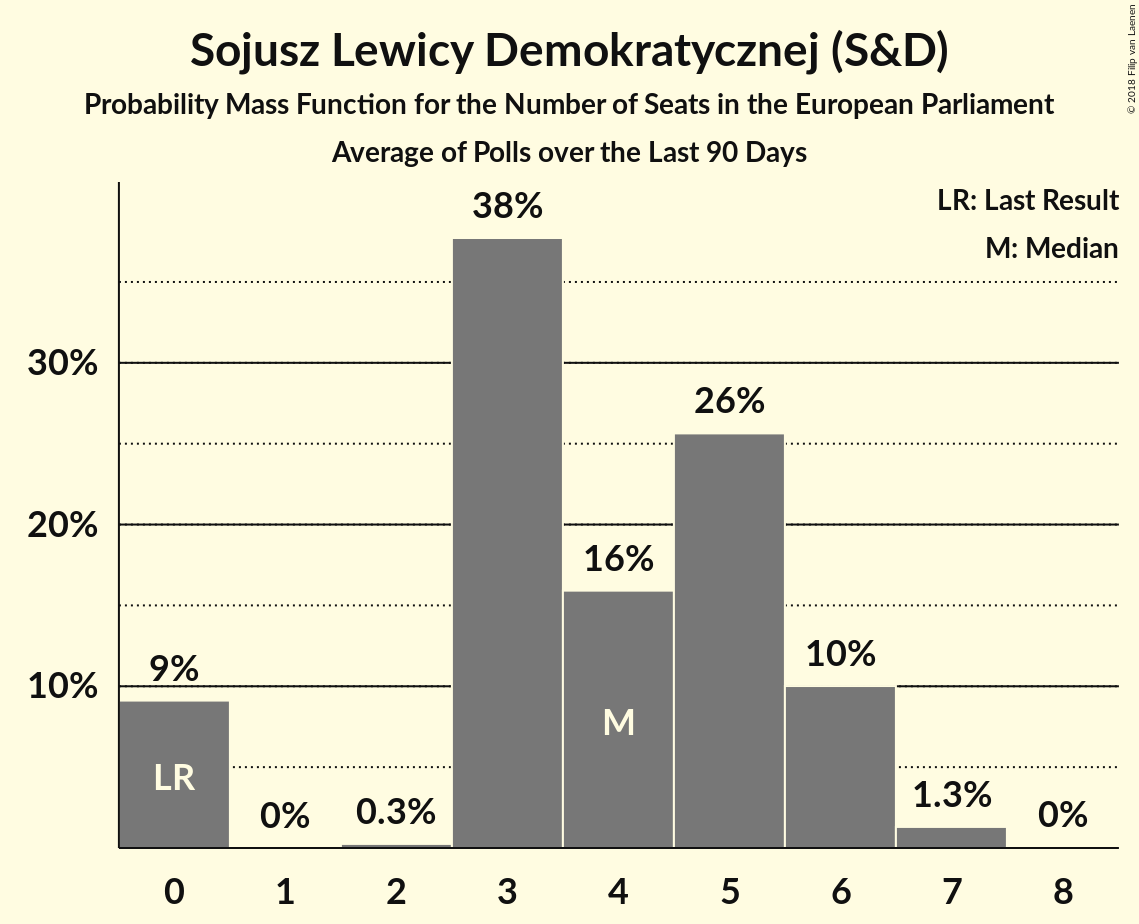 Sojusz Lewicy Demokratycznej (S&D)
Probability Mass Function for the Number of Seats in the European Parliament
Average of Polls over the Last 90 Days
© 2018 Filip van Laenen
LR: Last Result
M: Median
38%
30%
26%
20%
16%
10%
9%
10%
M
LR
0%
0.3%
1.3%
0%
0 1 2 3 4 5 6 7 8